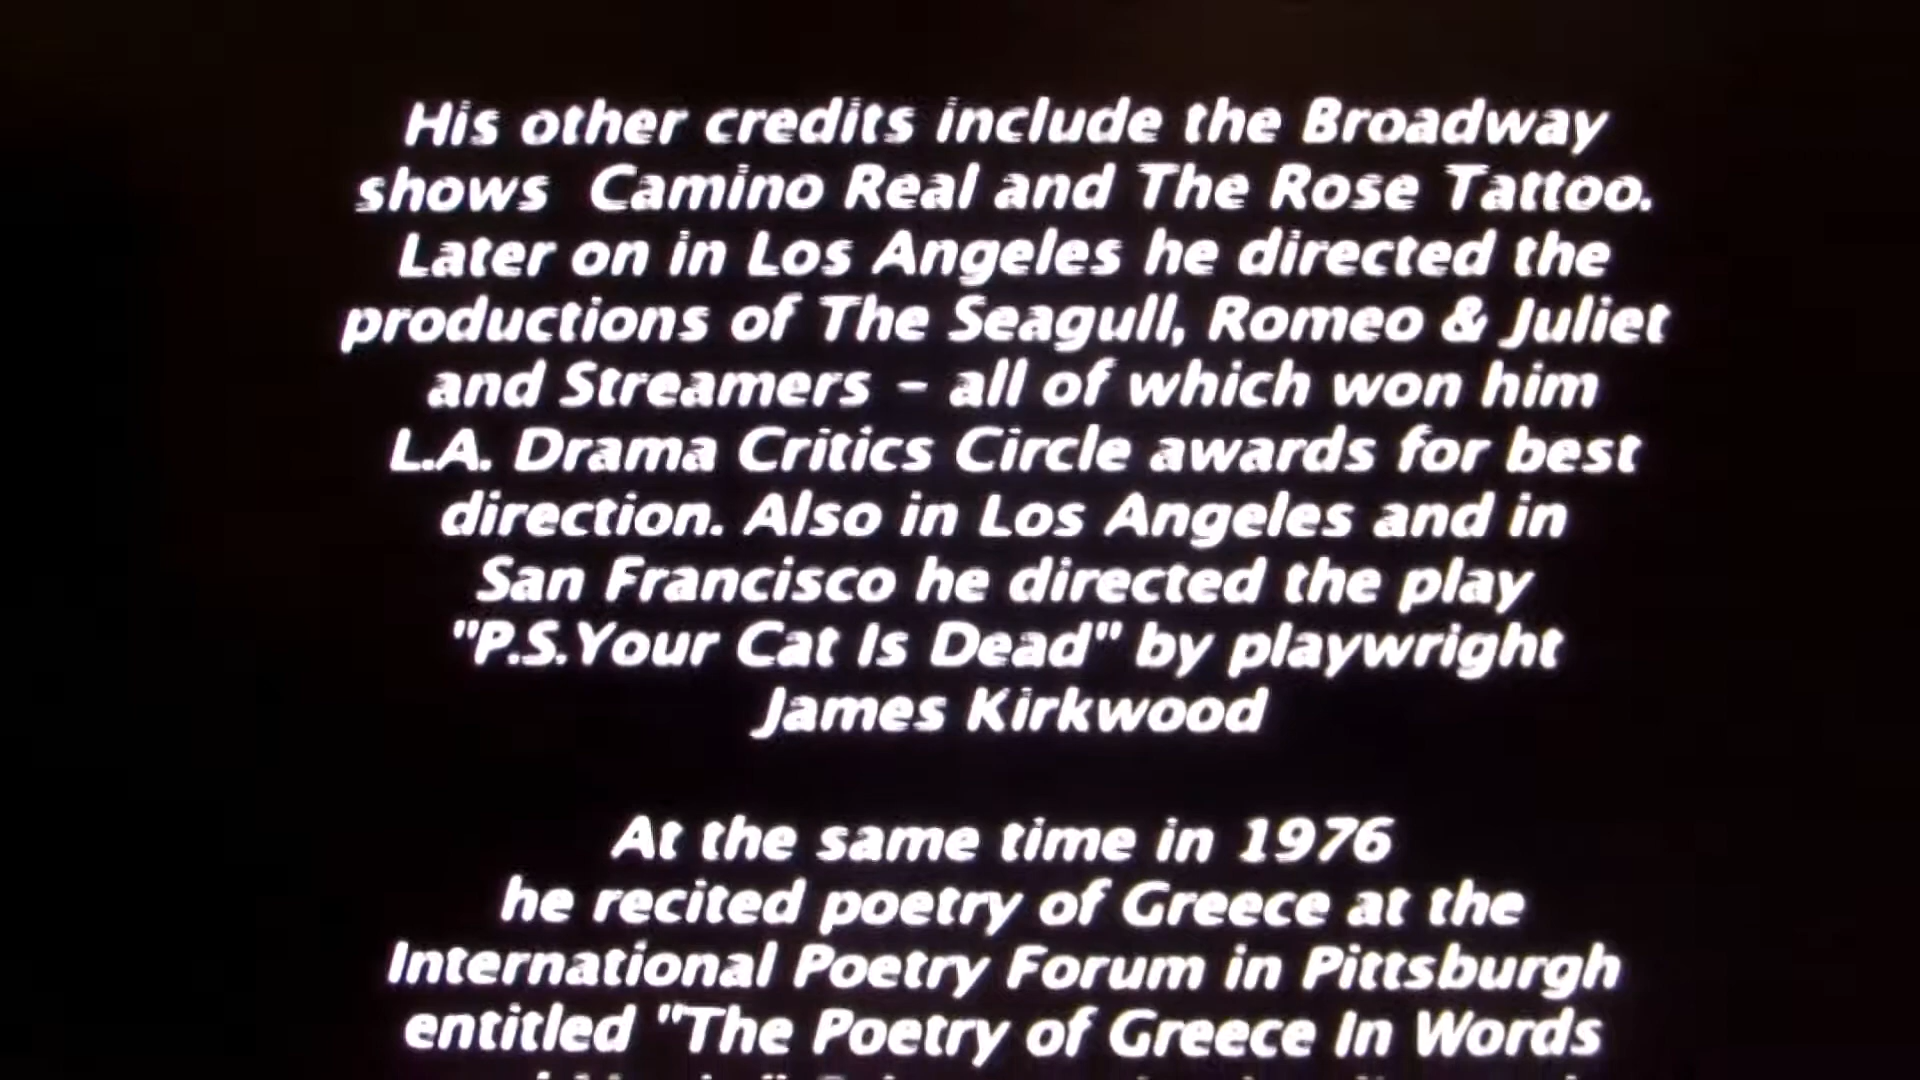 His other credits include the Broadway
shows Camino Real and The Rose Tattoo.
Later on in Los Angeles he directed the
productions of The Seagull, Romeo & Juliet
and Streamers - all of which won him
L.A. Drama Critics Circle awards for best
direction. Also in Los Angeles and in
San Francisco he directed the play
"P.S.Your Cat Is Dead" by playwright
James Kirkwood
At the same time in 1976
he recited poetry of Greece at the
International Poetry Forum in Pittsburgh
entitled "The Poetry of Greece In Words